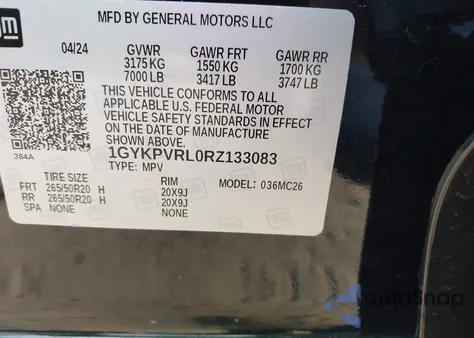 gm
MFD BY GENERAL MOTORS LLC
04/24 GVWR GAWR FRT GAWR RR
3175 KG 1550 KG 1700 KG
7000 LB 3417 LB 3747 LB
THIS VEHICLE CONFORMS TO ALL
APPLICABLE U.S. FEDERAL MOTOR
VEHICLE SAFETY STANDARDS IN EFFECT
ON THE DATE OF MANUFACTURE
SHOWN ABOVE.
384A
1GYKPVRL0RZ133083
TYPE: MPV
TIRE SIZE RIM MODEL: 036MC26
FRT 265/50R20 H 20X9J
RR 265/50R20 H 20X9J
SPA NONE NONE
AutoSnap